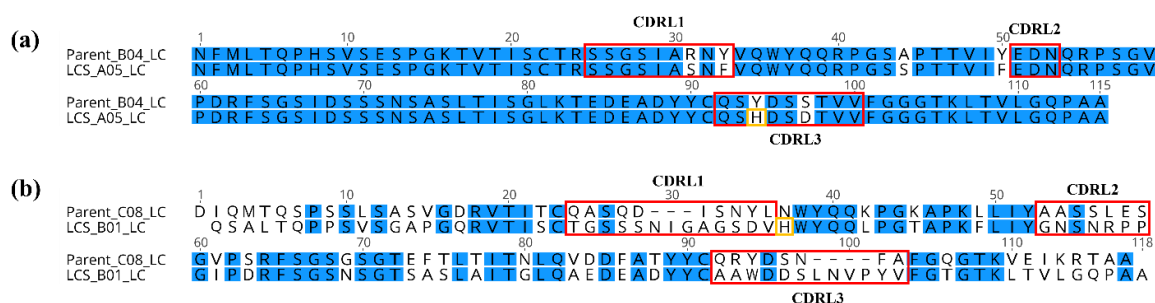 CDRL1
CDRL2
(a)
1 10 20 30 40 50
Parent_B04_LC NFMLTQPHSVSESPGKTVTISCTRSSGSIARNYVQWYQQRPGSAPTTVIYEDNQRPSGV
LCS_A05_LC NFMLTQPHSVSESPGKTVTISCTRSSGSIASNFVQWYQQRPGSSPTTVIFEDNQRPSGV
60 70 80 90 100 110 115
Parent_B04_LC PDRFSGSIDSSSNSASLTISGLKTEDEADYYCQSYDSSTVVFGGGTKLTVLGQPAA
LCS_A05_LC PDRFSGSIDSSSNSASLTISGLKTEDEADYYCQSHDSDTVVFGGGTKLTVLGQPAA
CDRL3
(b)
CDRL1
CDRL2
1 10 20 30 40 50
Parent_C08_LC DIQMTQSPSSLSASVGDRVTITCQASQD---ISNYLNWYQQKPGKAPKLLIYAASSLES
LCS_B01_LC QSALTQPPSVSGAPGQRVTISCTGSSSNIGAGSDVHWYQQLPGTAPKFLIYGNSNRPP
60 70 80 90 100 110 118
Parent_C08_LC GVPSRFSGSGSGTEFTLTITNLQVDDFATYYCQRYDSN----FAFGQGTKVEIKRTAA
LCS_B01_LC GIPDRFSGSNSGTSASLAITGLQAEDEADYYCAAWDDSLNVPYVFGTGTKLTVLGQPAA
CDRL3